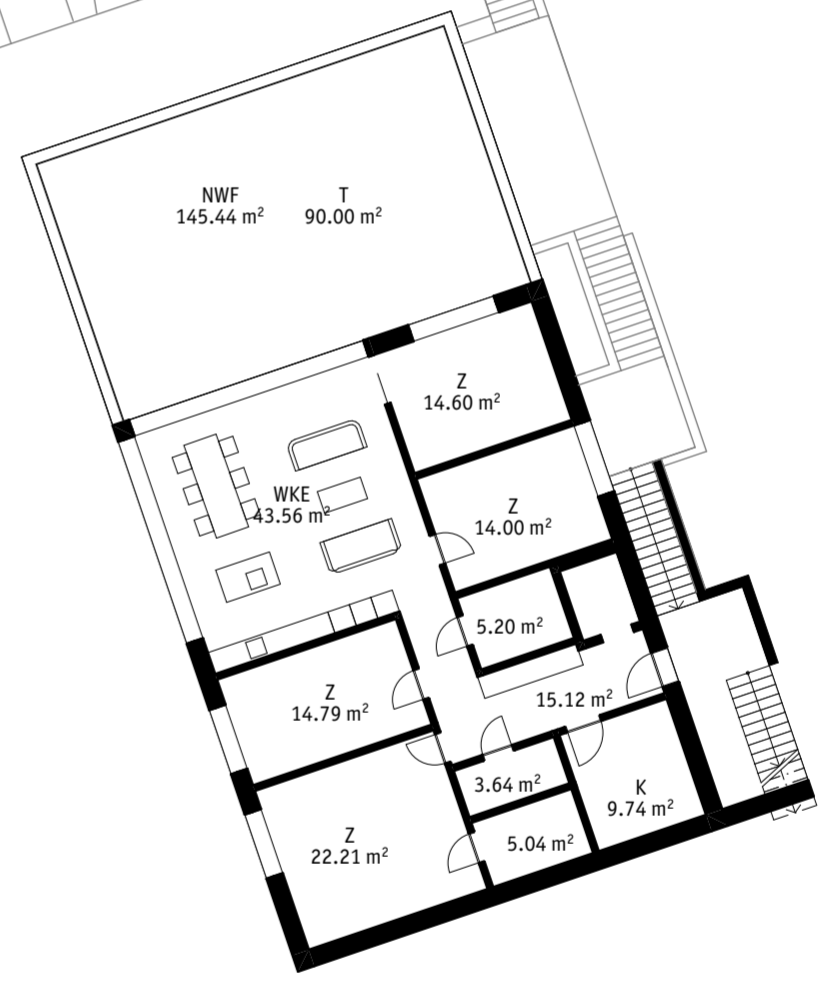 NWF
145.44 m²
T
90.00 m²
Z
14.60 m²
WKE
43.56 m²
Z
14.00 m²
5.20 m²
Z
14.79 m²
15.12 m²
3.64 m²
K
9.74 m²
Z
22.21 m²
5.04 m²